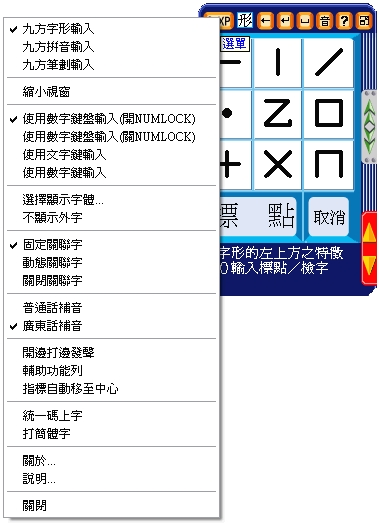 九方字形輸入
九方拼音輸入
九方筆劃輸入
縮小視窗
使用數字鍵盤輸入(開NUMLOCK)
使用數字鍵盤輸入(關NUMLOCK)
使用文字鍵輸入
使用數字鍵輸入
選擇顯示字體...
不顯示外字
固定關聯字
動態關聯字
關閉關聯字
普通話補音
廣東話補音
開邊打邊發聲
輔助功能列
指標自動移至中心
統一碼上字
打簡體字
關於...
說明...
關閉
XP 形 音 ?
選單
標 點
取消
字形的左上方之特徵
輸入標點/檢字